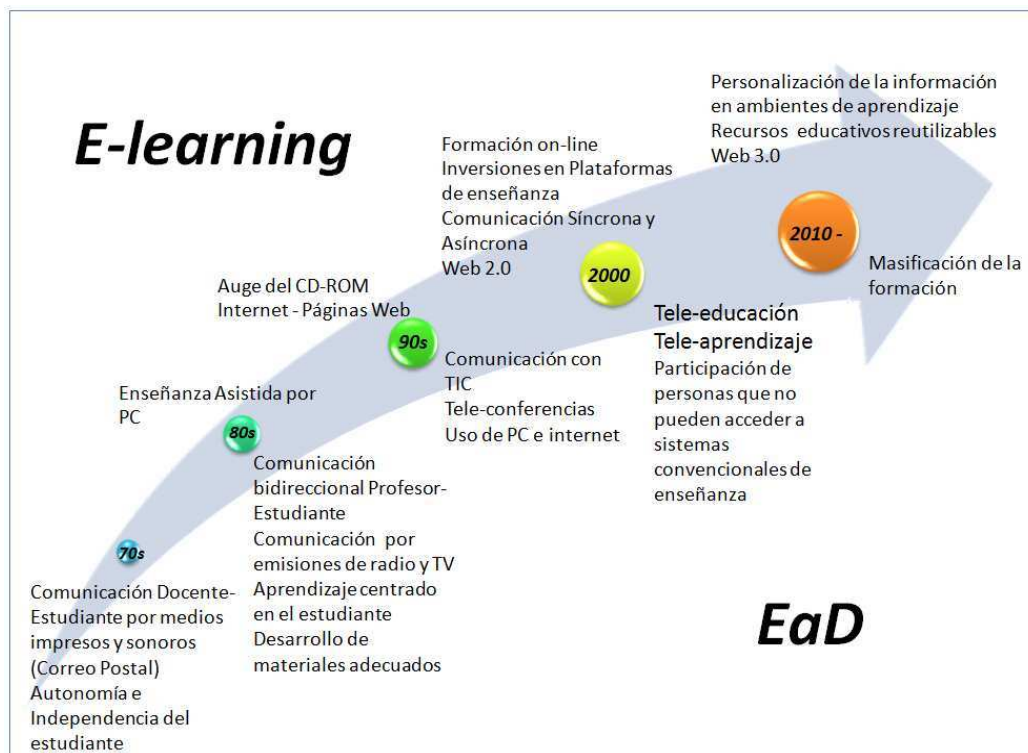 E-learning
Personalización de la información
en ambientes de aprendizaje
Recursos educativos reutilizables
Web 3.0
Formación on-line
Inversiones en Plataformas
de enseñanza
Comunicación Síncrona y
Asíncrona
Web 2.0
2010 -
2000
Masificación de la
formación
Auge del CD-ROM
Internet - Páginas Web
90s
Tele-educación
Tele-aprendizaje
Participación de
personas que no
pueden acceder a
sistemas
convencionales de
enseñanza
Comunicación con
TIC
Tele-conferencias
Uso de PC e internet
Enseñanza Asistida por
PC
80s
Comunicación
bidireccional Profesor-
Estudiante
Comunicación por
emisiones de radio y TV
Aprendizaje centrado
en el estudiante
Desarrollo de
materiales adecuados
70s
Comunicación Docente-
Estudiante por medios
impresos y sonoros
(Correo Postal)
Autonomía e
Independencia del
estudiante
EaD